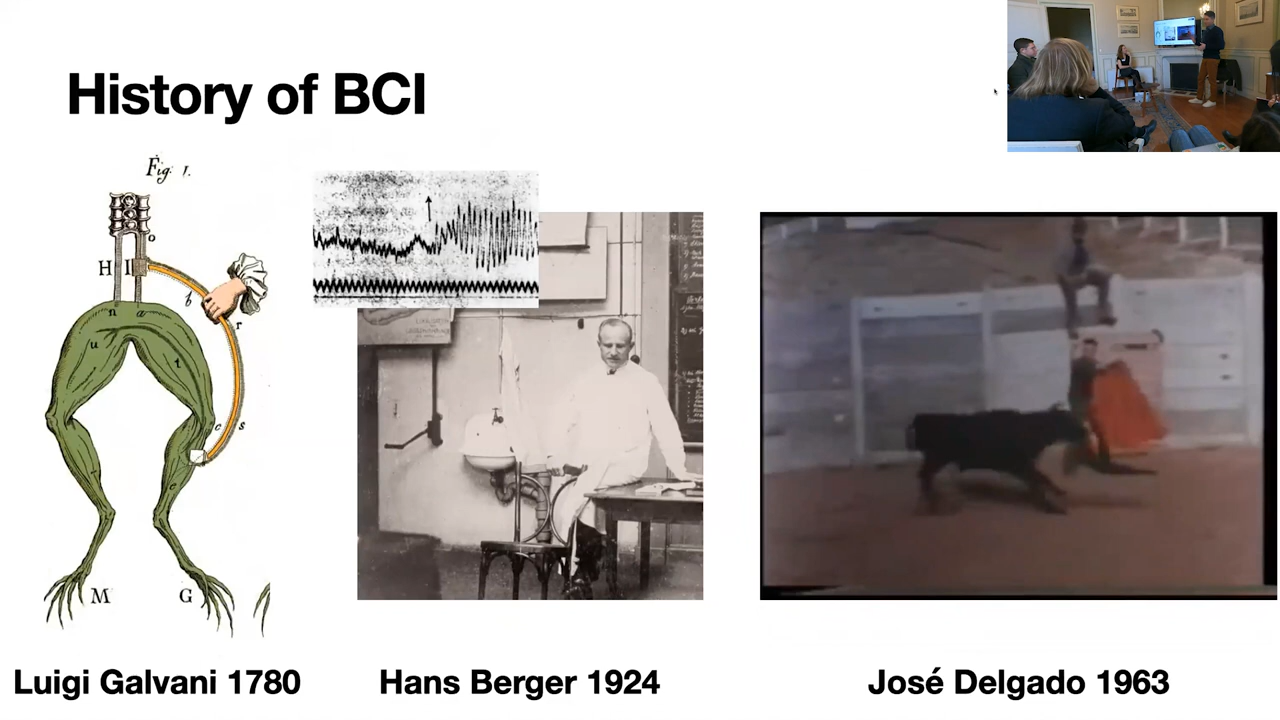 History of BCI
Fig. 1.
o
H I
b
r
n a
u
t
c s
e
M G
Luigi Galvani 1780
Hans Berger 1924
José Delgado 1963